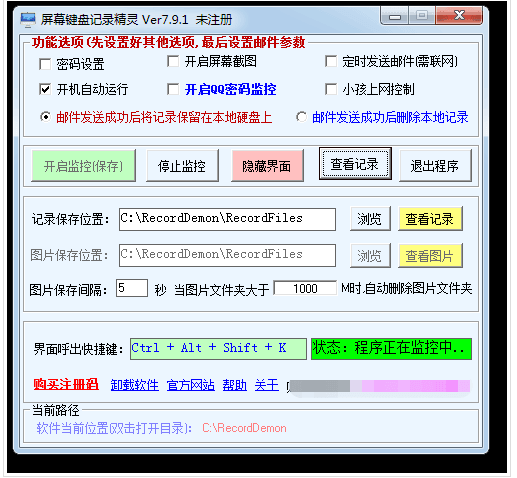 屏幕键盘记录精灵 Ver7.9.1 未注册
功能选项(先设置好其他选项,最后设置邮件参数
密码设置 开启屏幕截图 定时发送邮件(需联网)
开机自动运行 开启QQ密码监控 小孩上网控制
邮件发送成功后将记录保留在本地硬盘上 邮件发送成功后删除本地记录
开启监控(保存) 停止监控 隐藏界面 查看记录 退出程序
记录保存位置: C:\RecordDemon\RecordFiles 浏览 查看记录
图片保存位置: C:\RecordDemon\RecordFiles 浏览 查看图片
图片保存间隔: 5 秒 当图片文件夹大于 1000 M时,自动删除图片文件夹
界面呼出快捷键: Ctrl + Alt + Shift + K 状态: 程序正在监控中..
购买注册码 卸载软件 官方网站 帮助 关于
当前路径
软件当前位置(双击打开目录): C:\RecordDemon